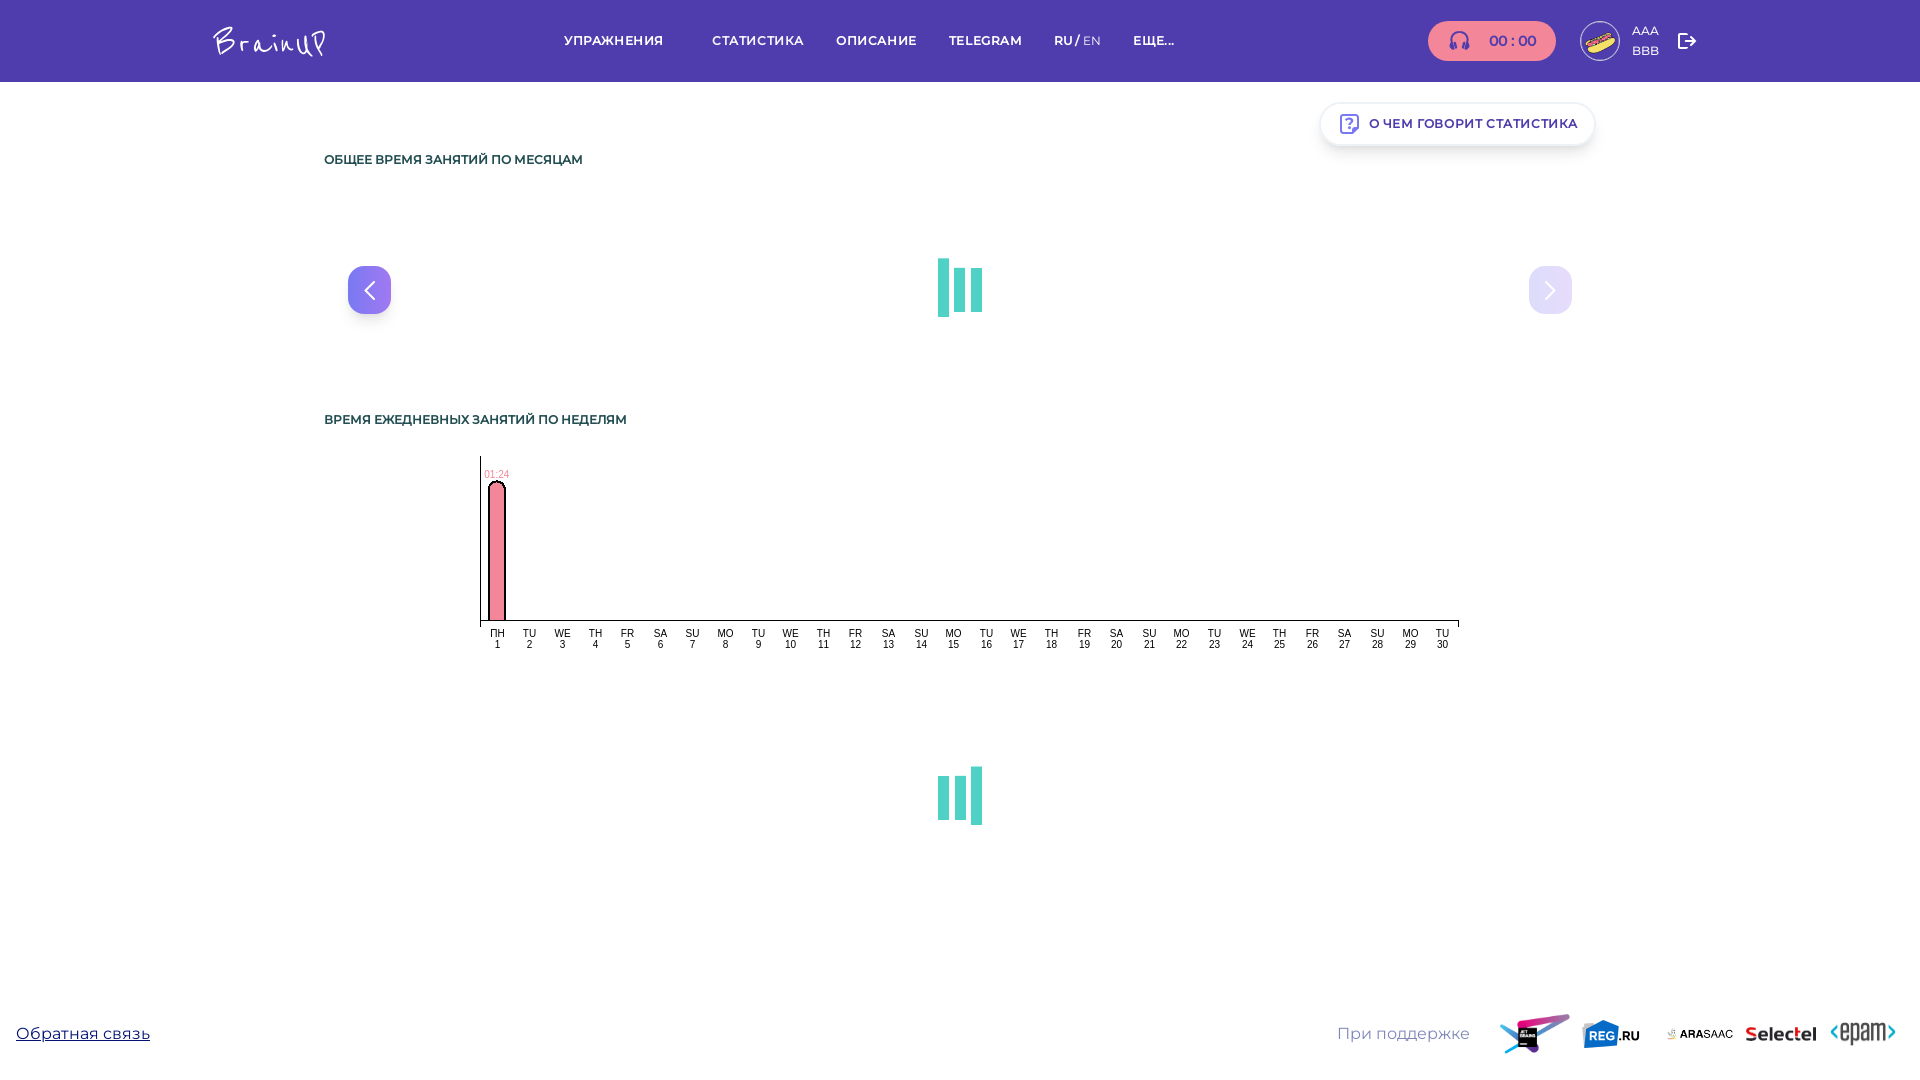 BrainUP
УПРАЖНЕНИЯ СТАТИСТИКА ОПИСАНИЕ TELEGRAM RU / EN ЕЩЕ... 00 : 00 AAA
BBB
О ЧЕМ ГОВОРИТ СТАТИСТИКА
ОБЩЕЕ ВРЕМЯ ЗАНЯТИЙ ПО МЕСЯЦАМ
ВРЕМЯ ЕЖЕДНЕВНЫХ ЗАНЯТИЙ ПО НЕДЕЛЯМ
01:24
ПН TU WE TH FR SA SU MO TU WE TH FR SA SU MO TU WE TH FR SA SU MO TU WE TH FR SA SU MO TU
1 2 3 4 5 6 7 8 9 10 11 12 13 14 15 16 17 18 19 20 21 22 23 24 25 26 27 28 29 30
Обратная связь При поддержке JET BRAINS REG.RU ARASAAC Selectel <epam>